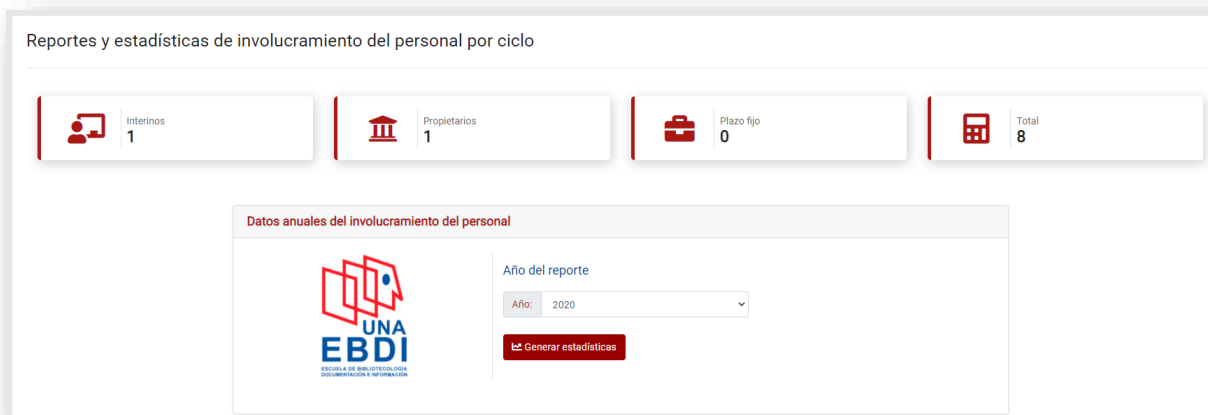 Reportes y estadísticas de involucramiento del personal por ciclo
Interinos
1
Propietarios
1
Plazo fijo
0
Total
8
Datos anuales del involucramiento del personal
UNA
EBDI
ESCUELA DE BIBLIOTECOLOGÍA
DOCUMENTACIÓN E INFORMACIÓN
Año del reporte
Año:
2020
Generar estadísticas